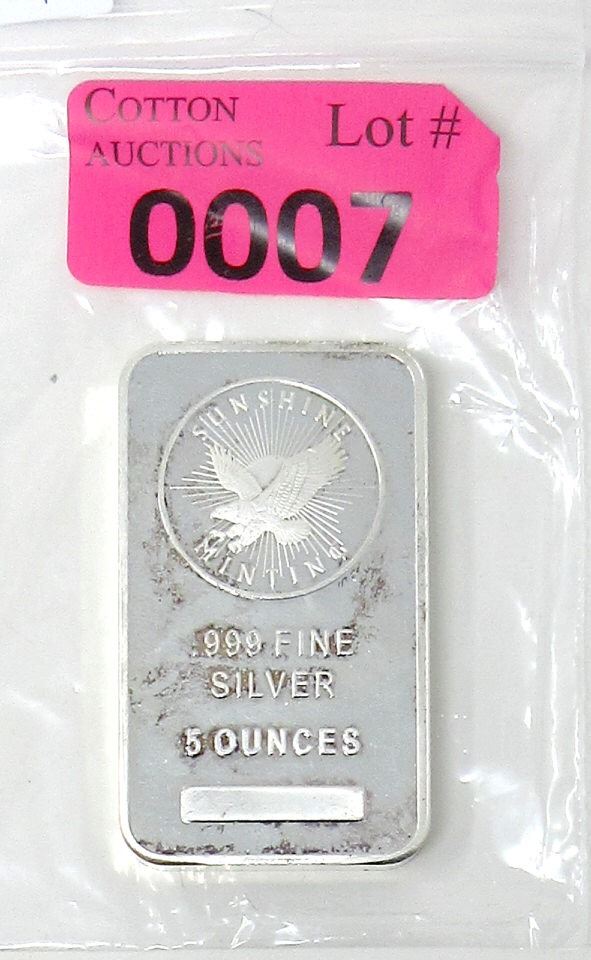 COTTON
AUCTIONS
Lot #
0007
SUNSHINE
MINTING
.999 FINE
SILVER
5 OUNCES